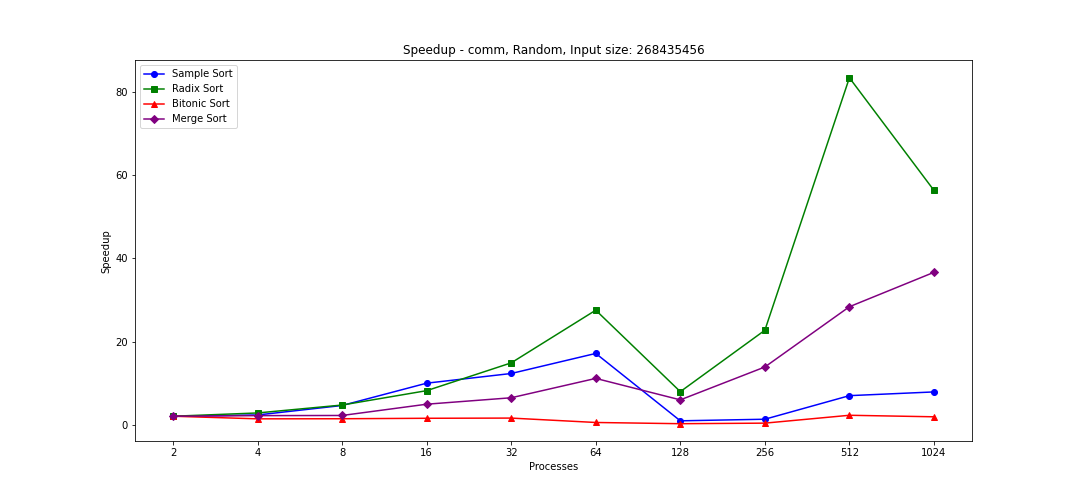 Speedup - comm, Random, Input size: 268435456
Sample Sort
Radix Sort
Bitonic Sort
Merge Sort
80
60
40
20
0
Speedup
2 4 8 16 32 64 128 256 512 1024
Processes